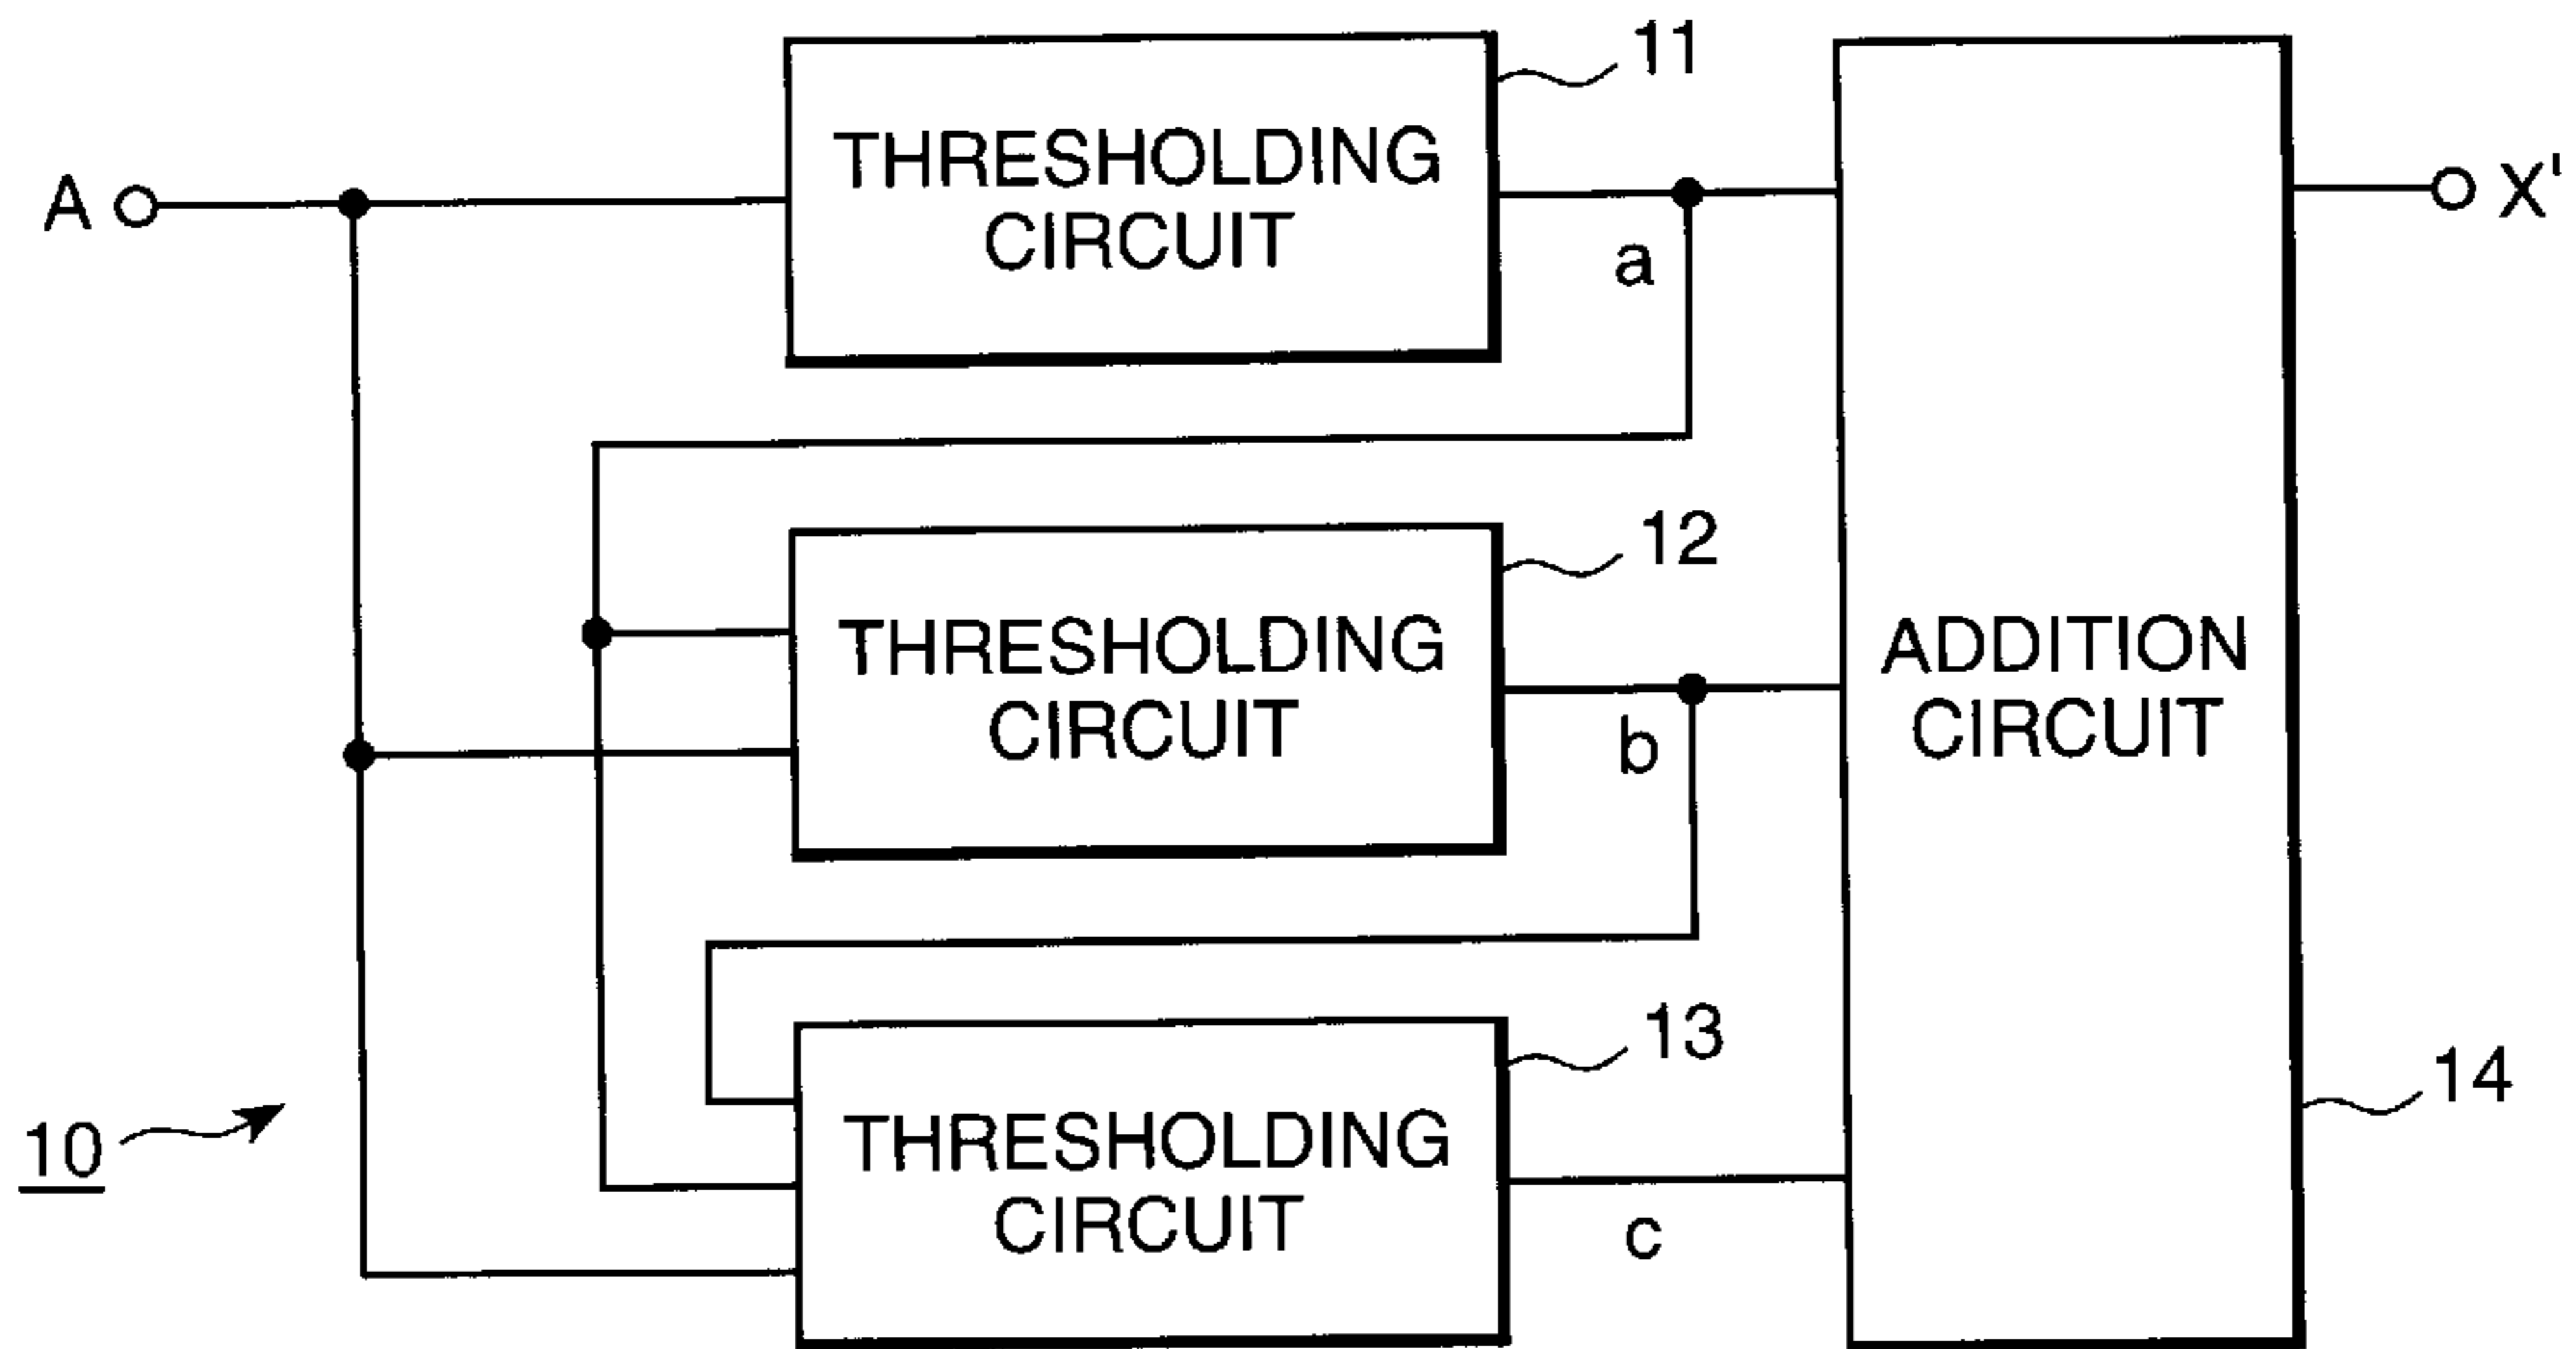 11
THRESHOLDING
CIRCUIT
A
X'
a
12
THRESHOLDING
CIRCUIT
b
ADDITION
CIRCUIT
13
THRESHOLDING
CIRCUIT
c
14
10